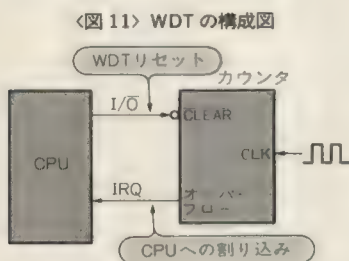 〈図 11〉 WDT の構成図
WDTリセット
カウンタ
I/O̅
CLEAR
CPU
CLK
IRQ
オーバー
フロー
CPUへの割り込み